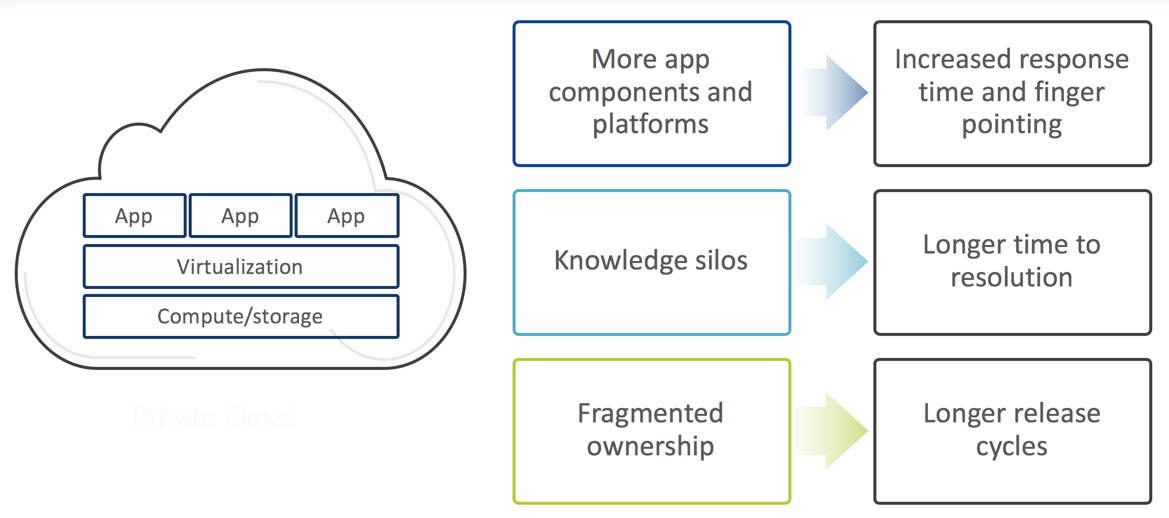 App App App
Virtualization
Compute/storage
Private Cloud
More app
components and
platforms
Increased response
time and finger
pointing
Knowledge silos
Longer time to
resolution
Fragmented
ownership
Longer release
cycles